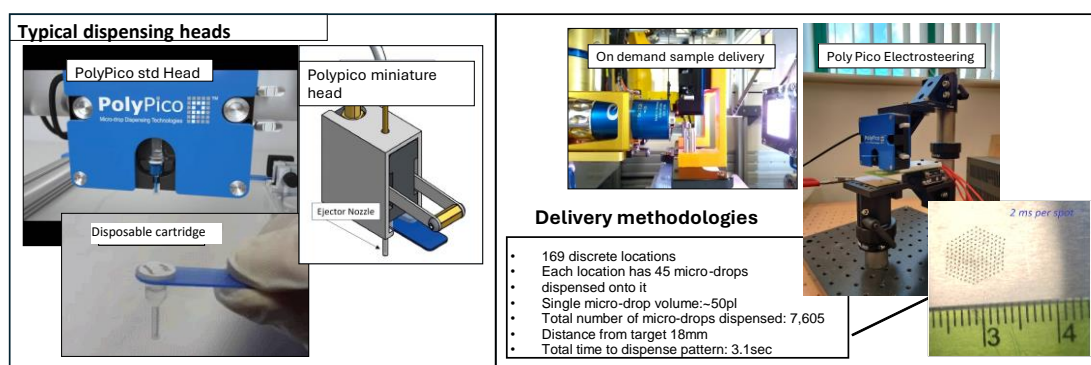 Typical dispensing heads
PolyPico std Head
PolyPico™
Micro-drop Dispensing Technologies
Polypico miniature
head
Ejector Nozzle
Disposable cartridge
On demand sample delivery
Poly Pico Electrosteering
Delivery methodologies
• 169 discrete locations
• Each location has 45 micro-drops
• dispensed onto it
• Single micro-drop volume:~50pl
• Total number of micro-drops dispensed: 7,605
• Distance from target 18mm
• Total time to dispense pattern: 3.1sec
2 ms per spot
3 4